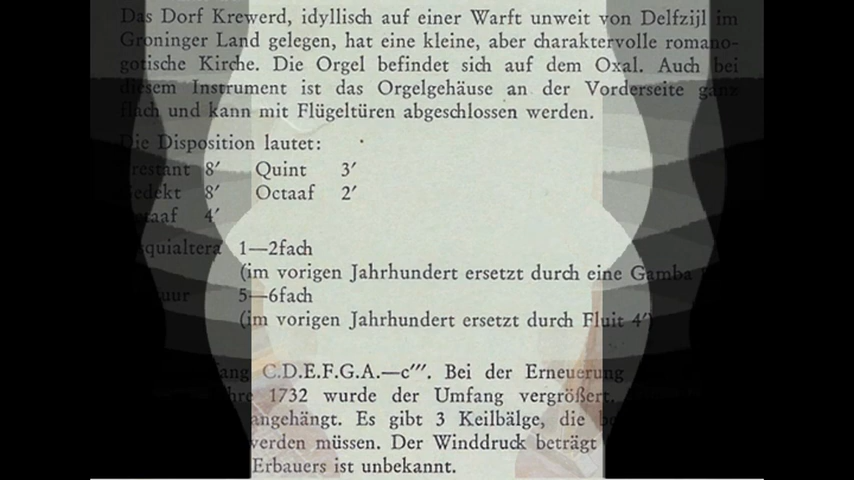 Das Dorf Krewerd, idyllisch auf einer Warft unweit von Delfzijl im
Groninger Land gelegen, hat eine kleine, aber charaktervolle romano-
gotische Kirche. Die Orgel befindet sich auf dem Oxal. Auch bei
diesem Instrument ist das Orgelgehäuse an der Vorderseite ganz
flach und kann mit Flügeltüren abgeschlossen werden.
Die Disposition lautet:
Prestant 8′ Quint 3′
Gedekt 8′ Octaaf 2′
Octaaf 4′
Sesquialtera 1—2fach
(im vorigen Jahrhundert ersetzt durch eine Gamba
5—6fach
(im vorigen Jahrhundert ersetzt durch Fluit 4′)
C.D.E.F.G.A.—c‴. Bei der Erneuerung
1732 wurde der Umfang vergrößert.
angehängt. Es gibt 3 Keilbälge, die
werden müssen. Der Winddruck beträgt
Erbauers ist unbekannt.